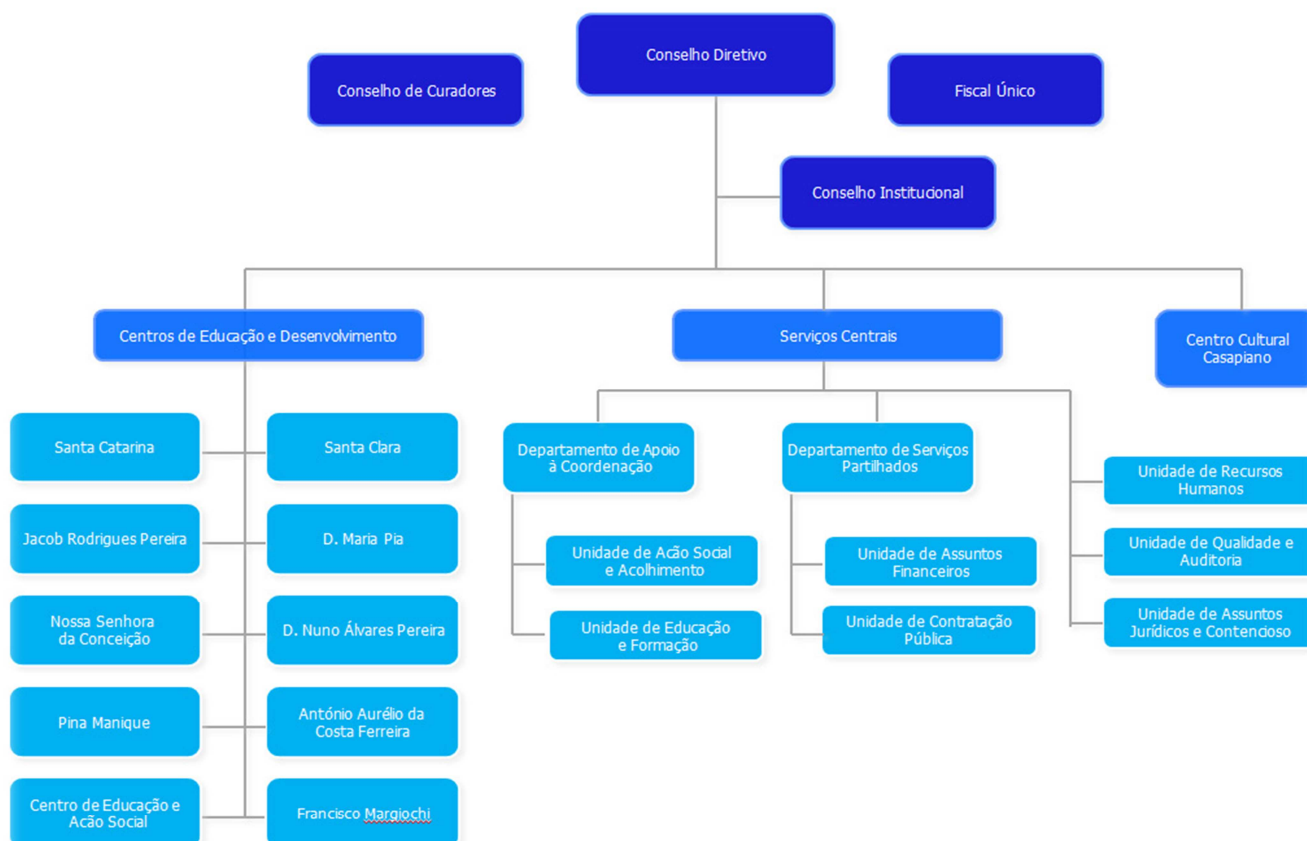 Conselho Diretivo
Conselho de Curadores
Fiscal Único
Conselho Institucional
Centros de Educação e Desenvolvimento
Serviços Centrais
Centro Cultural
Casapiano
Santa Catarina
Santa Clara
Jacob Rodrigues Pereira
D. Maria Pia
Nossa Senhora
da Conceição
D. Nuno Álvares Pereira
Pina Manique
António Aurélio da
Costa Ferreira
Centro de Educação e
Acão Social
Francisco Margiochi
Departamento de Apoio
à Coordenação
Unidade de Acão Social
e Acolhimento
Unidade de Educação
e Formação
Departamento de Serviços
Partilhados
Unidade de Assuntos
Financeiros
Unidade de Contratação
Pública
Unidade de Recursos
Humanos
Unidade de Qualidade e
Auditoria
Unidade de Assuntos
Jurídicos e Contencioso